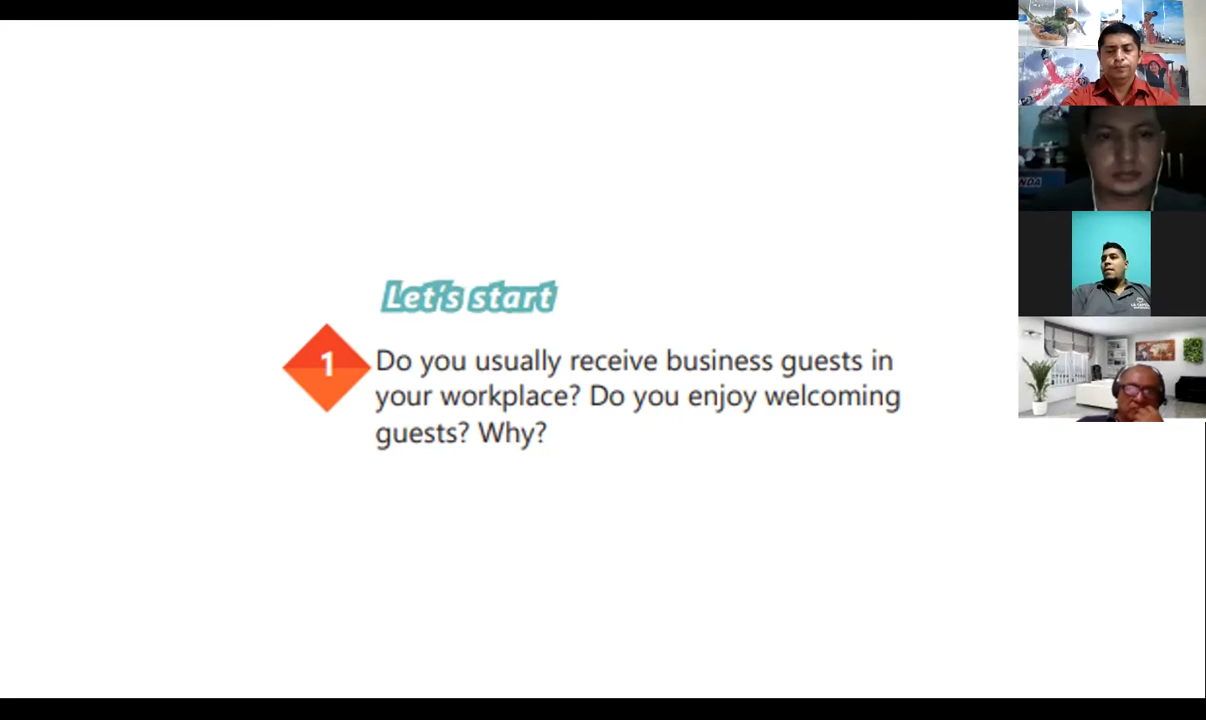 Let's start
1
Do you usually receive business guests in
your workplace? Do you enjoy welcoming
guests? Why?